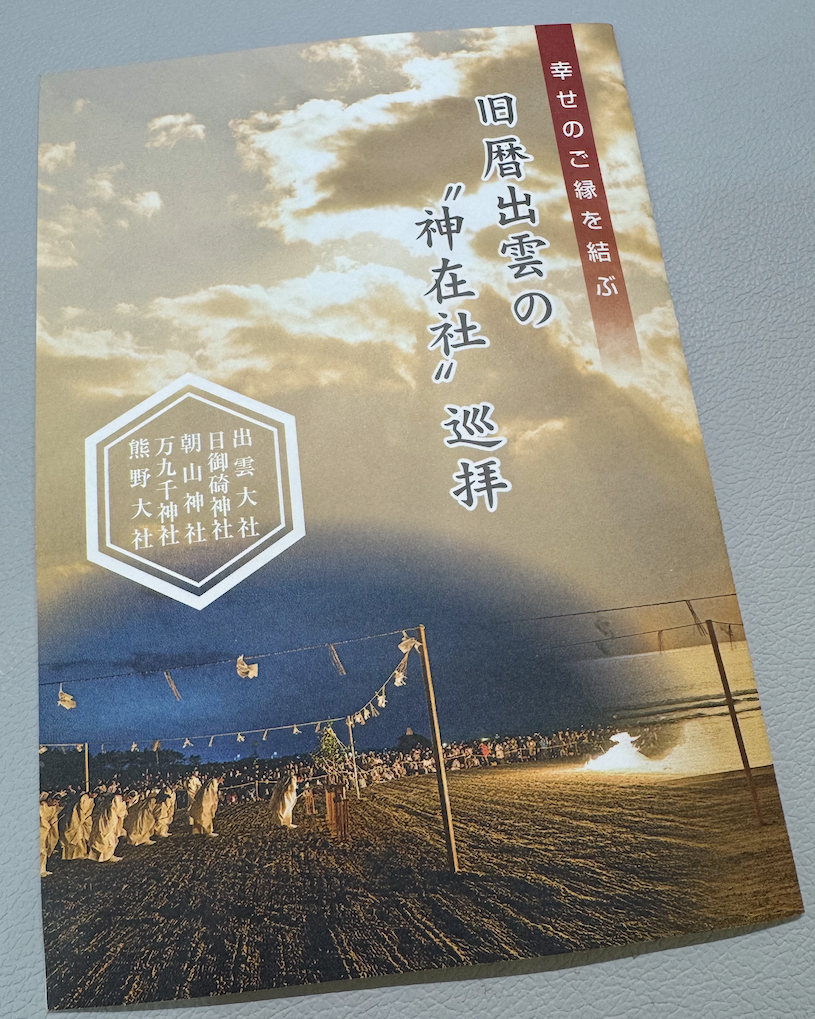 幸せのご縁を結ぶ
旧暦出雲の
〝神在社〟巡拝
出雲大社
日御碕神社
朝山神社
万九千神社
熊野大社